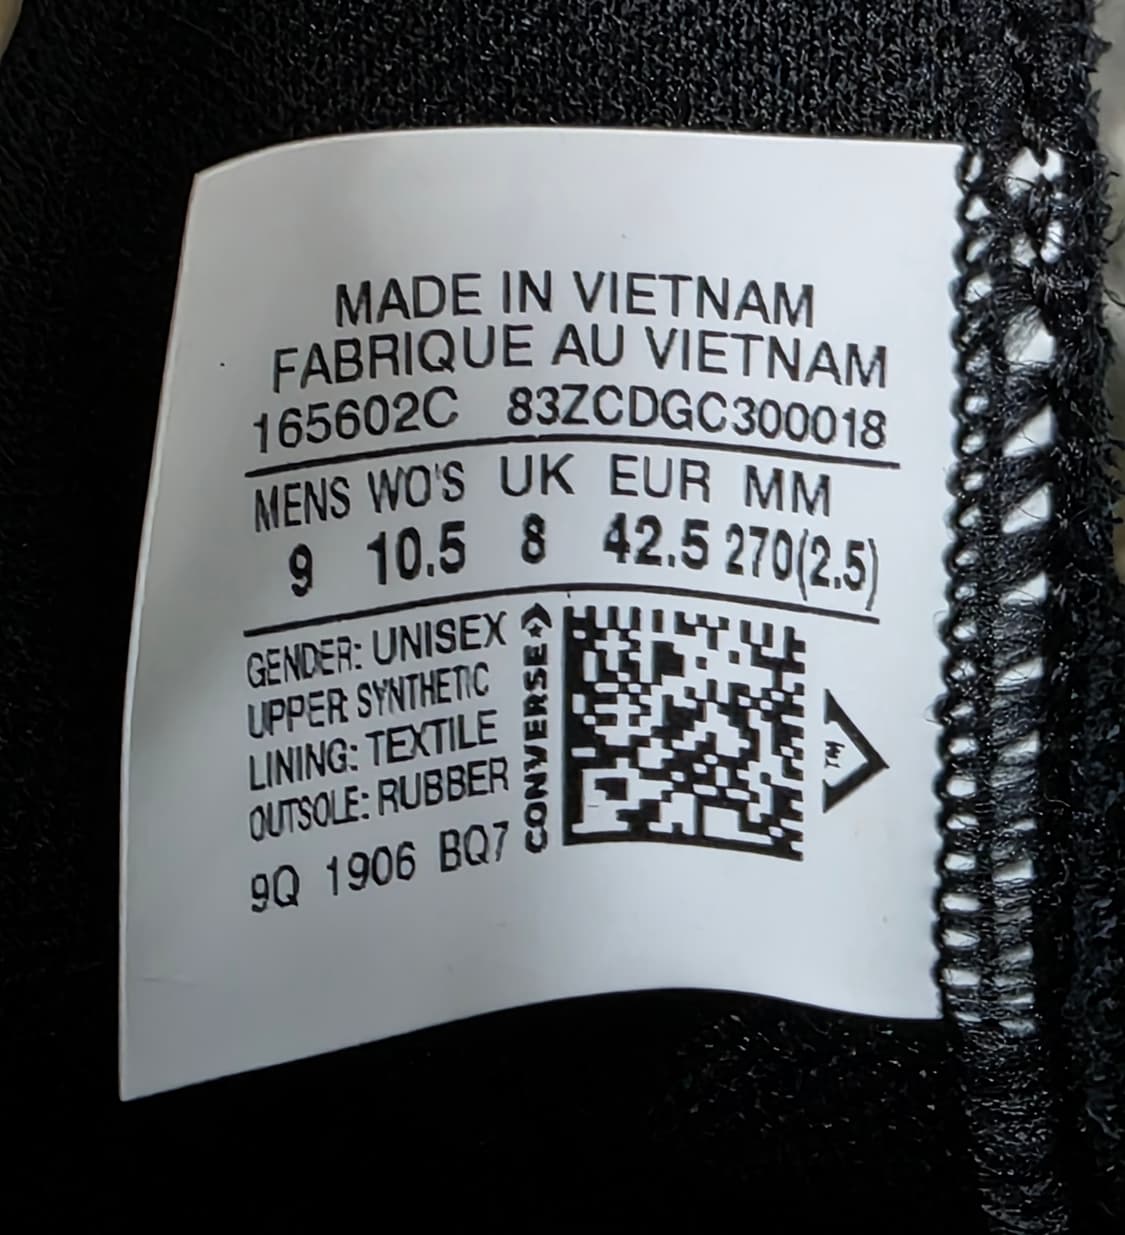 MADE IN VIETNAM
FABRIQUE AU VIETNAM
165602C 83ZCDGC300018
MENS WO'S UK EUR MM
9 10.5 8 42.5 270(2.5)
GENDER: UNISEX
UPPER SYNTHETIC
LINING: TEXTILE
OUTSOLE: RUBBER
9Q 1906 BQ7
CONVERSE